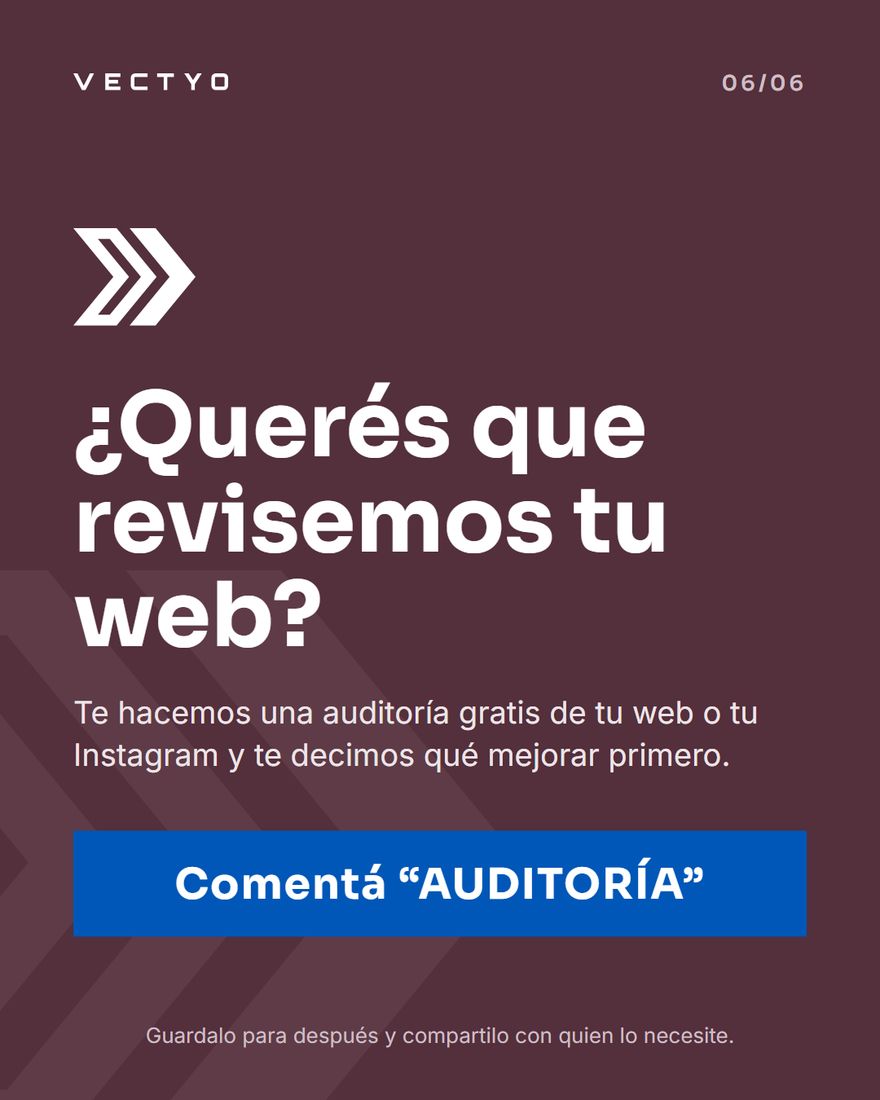 VECTYO
06/06
¿Querés que
revisemos tu
web?
Te hacemos una auditoría gratis de tu web o tu
Instagram y te decimos qué mejorar primero.
Comentá “AUDITORÍA”
Guardalo para después y compartilo con quien lo necesite.